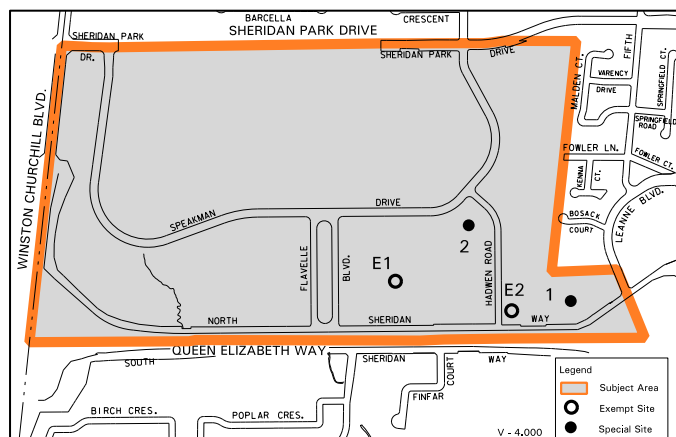 BARCELLA CRESCENT
SHERIDAN PARK DRIVE
SHERIDAN PARK
DR.
SHERIDAN PARK
DRIVE
WINSTON CHURCHILL BLVD.
MALDEN CT.
FIFTH
VARENCY
DRIVE
SPRINGFIELD CT.
SPRINGFIELD
ROAD
FOWLER LN.
FOWLER CT.
KENNA
CT.
BOSACK
COURT
LEANNE BLVD.
SPEAKMAN
DRIVE
FLAVELLE
BLVD.
HADWEN ROAD
2
E1
E2
1
NORTH
SHERIDAN
WAY
QUEEN ELIZABETH WAY
SOUTH
SHERIDAN
WAY
COURT
FINFAR
BIRCH CRES.
POPLAR CRES.
V - 4.000
Legend
Subject Area
Exempt Site
Special Site